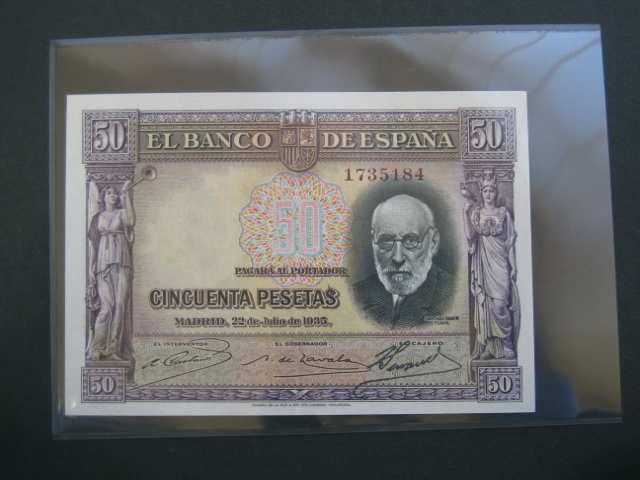 50 EL BANCO DE ESPAÑA 50
1735184
50
PAGARÁ AL PORTADOR
CINCUENTA PESETAS
MADRID, 22 de Julio de 1935
EL INTERVENTOR EL GOBERNADOR EL CAJERO
50 50